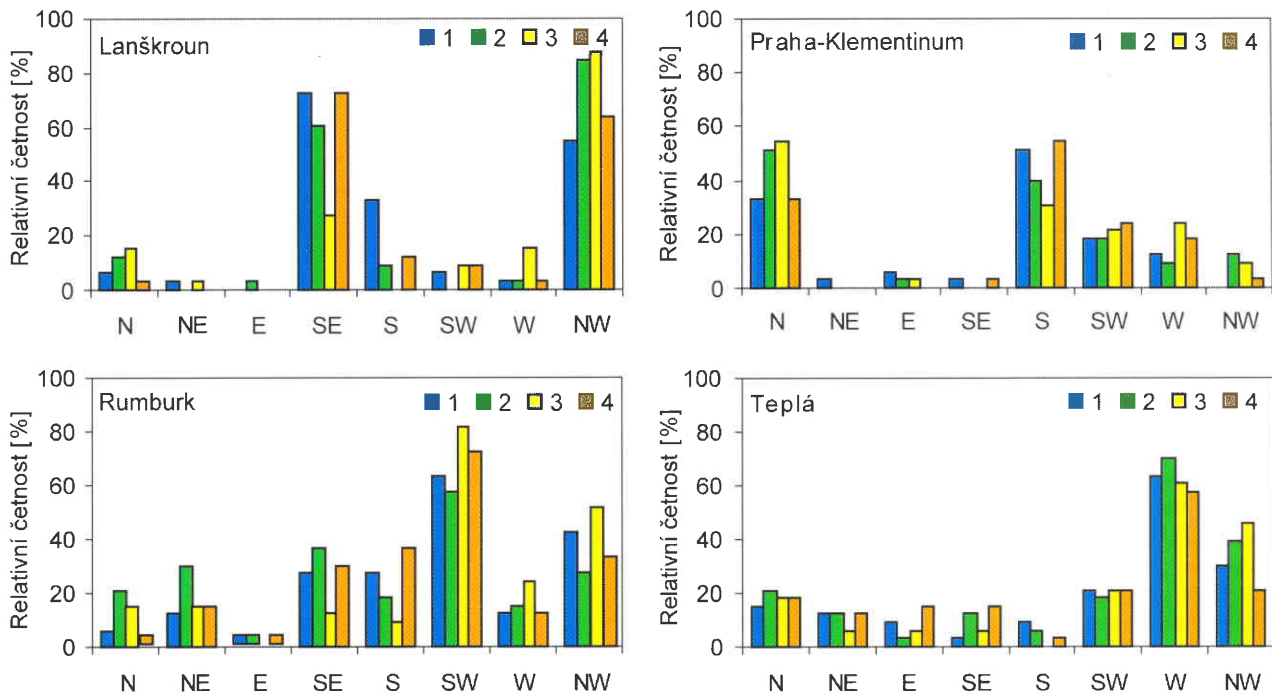 Relativní četnost [%]
100
80
60
40
20
0
Lanškroun
1 2 3 4
N NE E SE S SW W NW
Relativní četnost [%]
100
80
60
40
20
0
Praha-Klementinum
1 2 3 4
N NE E SE S SW W NW
Relativní četnost [%]
100
80
60
40
20
0
Rumburk
1 2 3 4
N NE E SE S SW W NW
Relativní četnost [%]
100
80
60
40
20
0
Teplá
1 2 3 4
N NE E SE S SW W NW